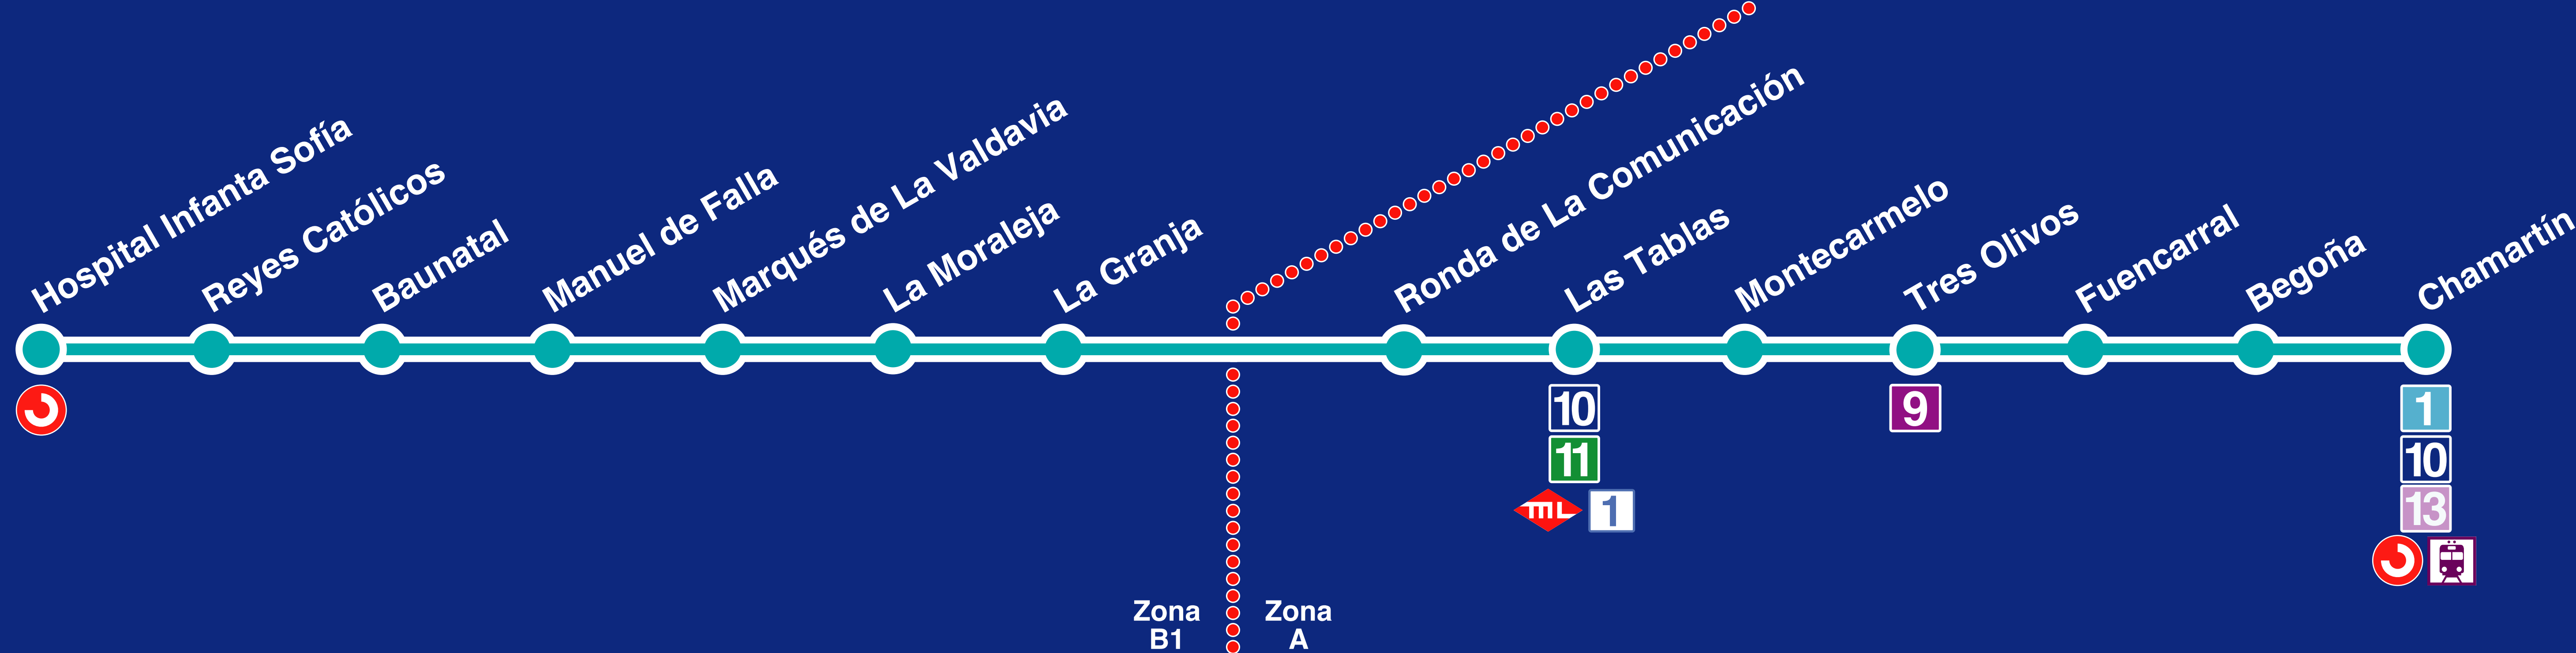 Hospital Infanta Sofía
Reyes Católicos
Baunatal
Manuel de Falla
Marqués de La Valdavia
La Moraleja
La Granja
Ronda de La Comunicación
Las Tablas
Montecarmelo
Tres Olivos
Fuencarral
Begoña
Chamartín
10
11
ML 1
9
1
10
13
Zona
B1
Zona
A